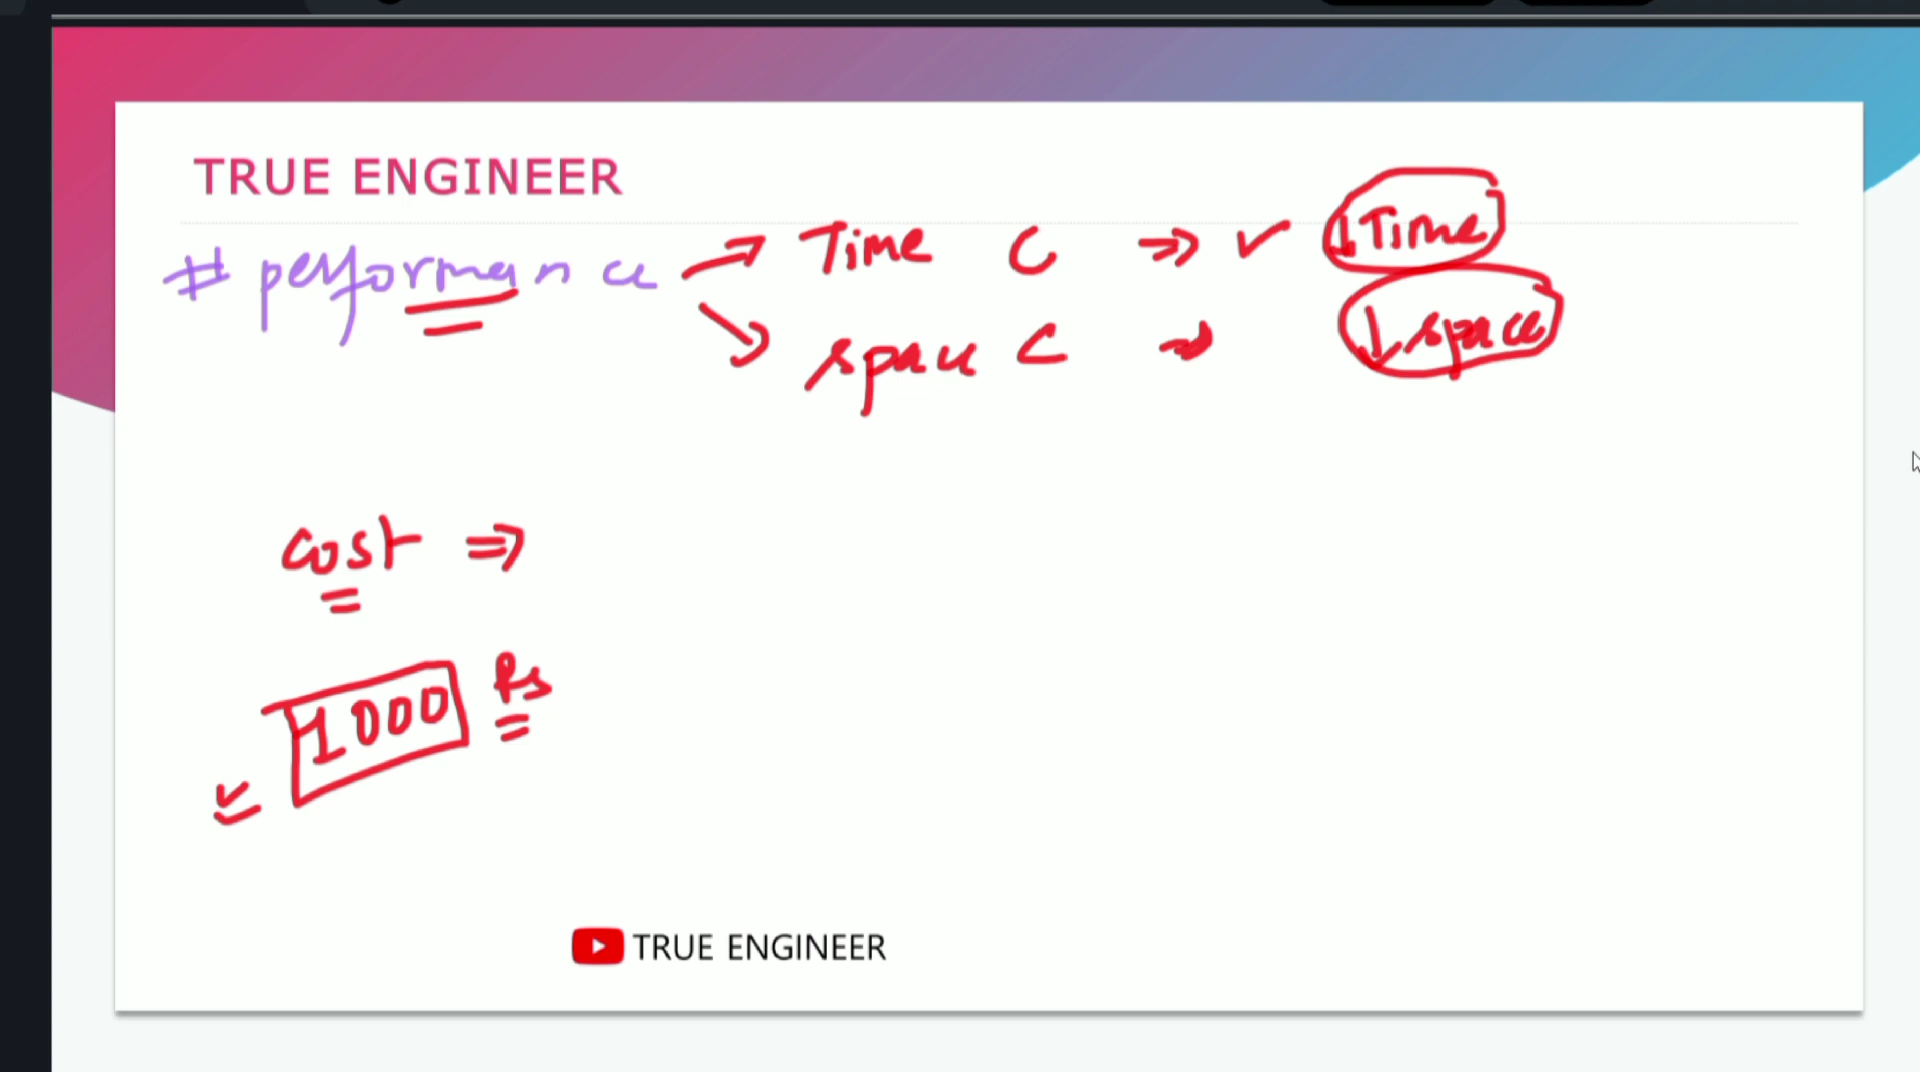 TRUE ENGINEER
# performance → Time C ⇒ ✓ ↓Time
→ space C ⇒ ↓space
cost ⇒
1000 Rs
✓
TRUE ENGINEER